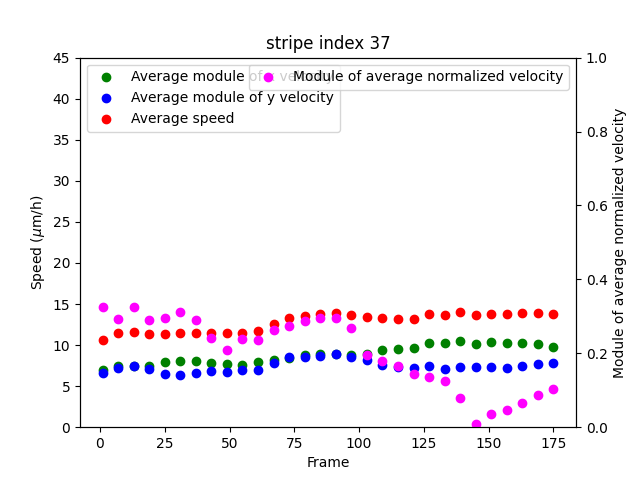 stripe index 37
Average module of
Average module of y velocity
Average speed
Module of average normalized velocity
45
40
35
30
25
20
15
10
5
0
Speed (μm/h)
1.0
0.8
0.6
0.4
0.2
0.0
Module of average normalized velocity
0 25 50 75 100 125 150 175
Frame